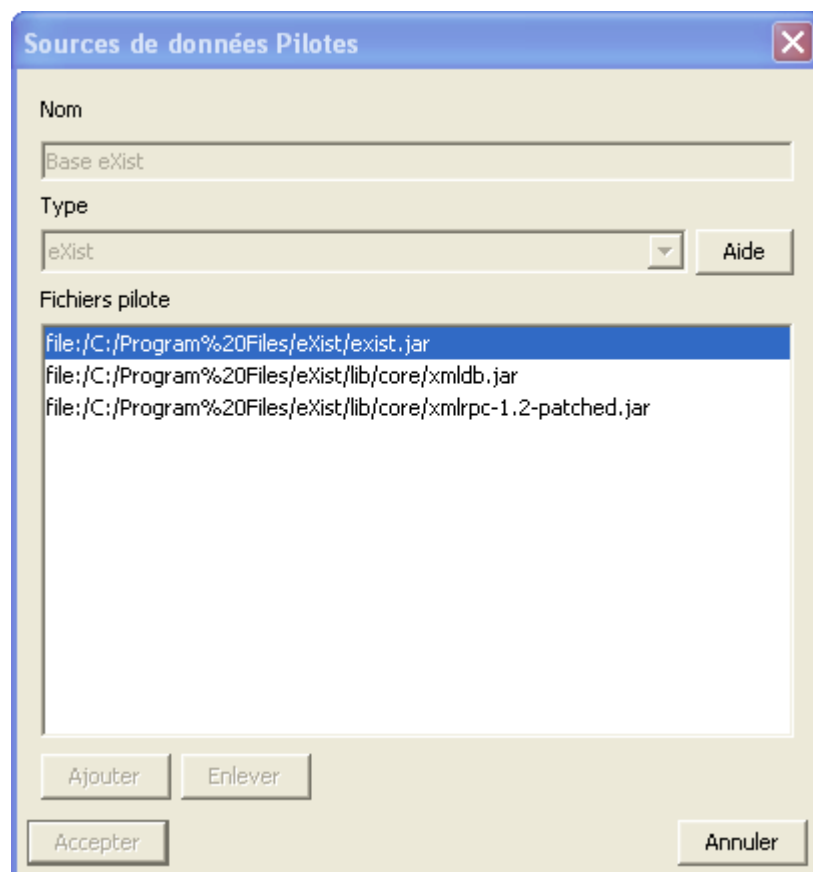 Sources de données Pilotes
Nom
Base eXist
Type
eXist
Aide
Fichiers pilote
file:/C:/Program%20Files/eXist/exist.jar
file:/C:/Program%20Files/eXist/lib/core/xmldb.jar
file:/C:/Program%20Files/eXist/lib/core/xmlrpc-1.2-patched.jar
Ajouter Enlever
Accepter Annuler